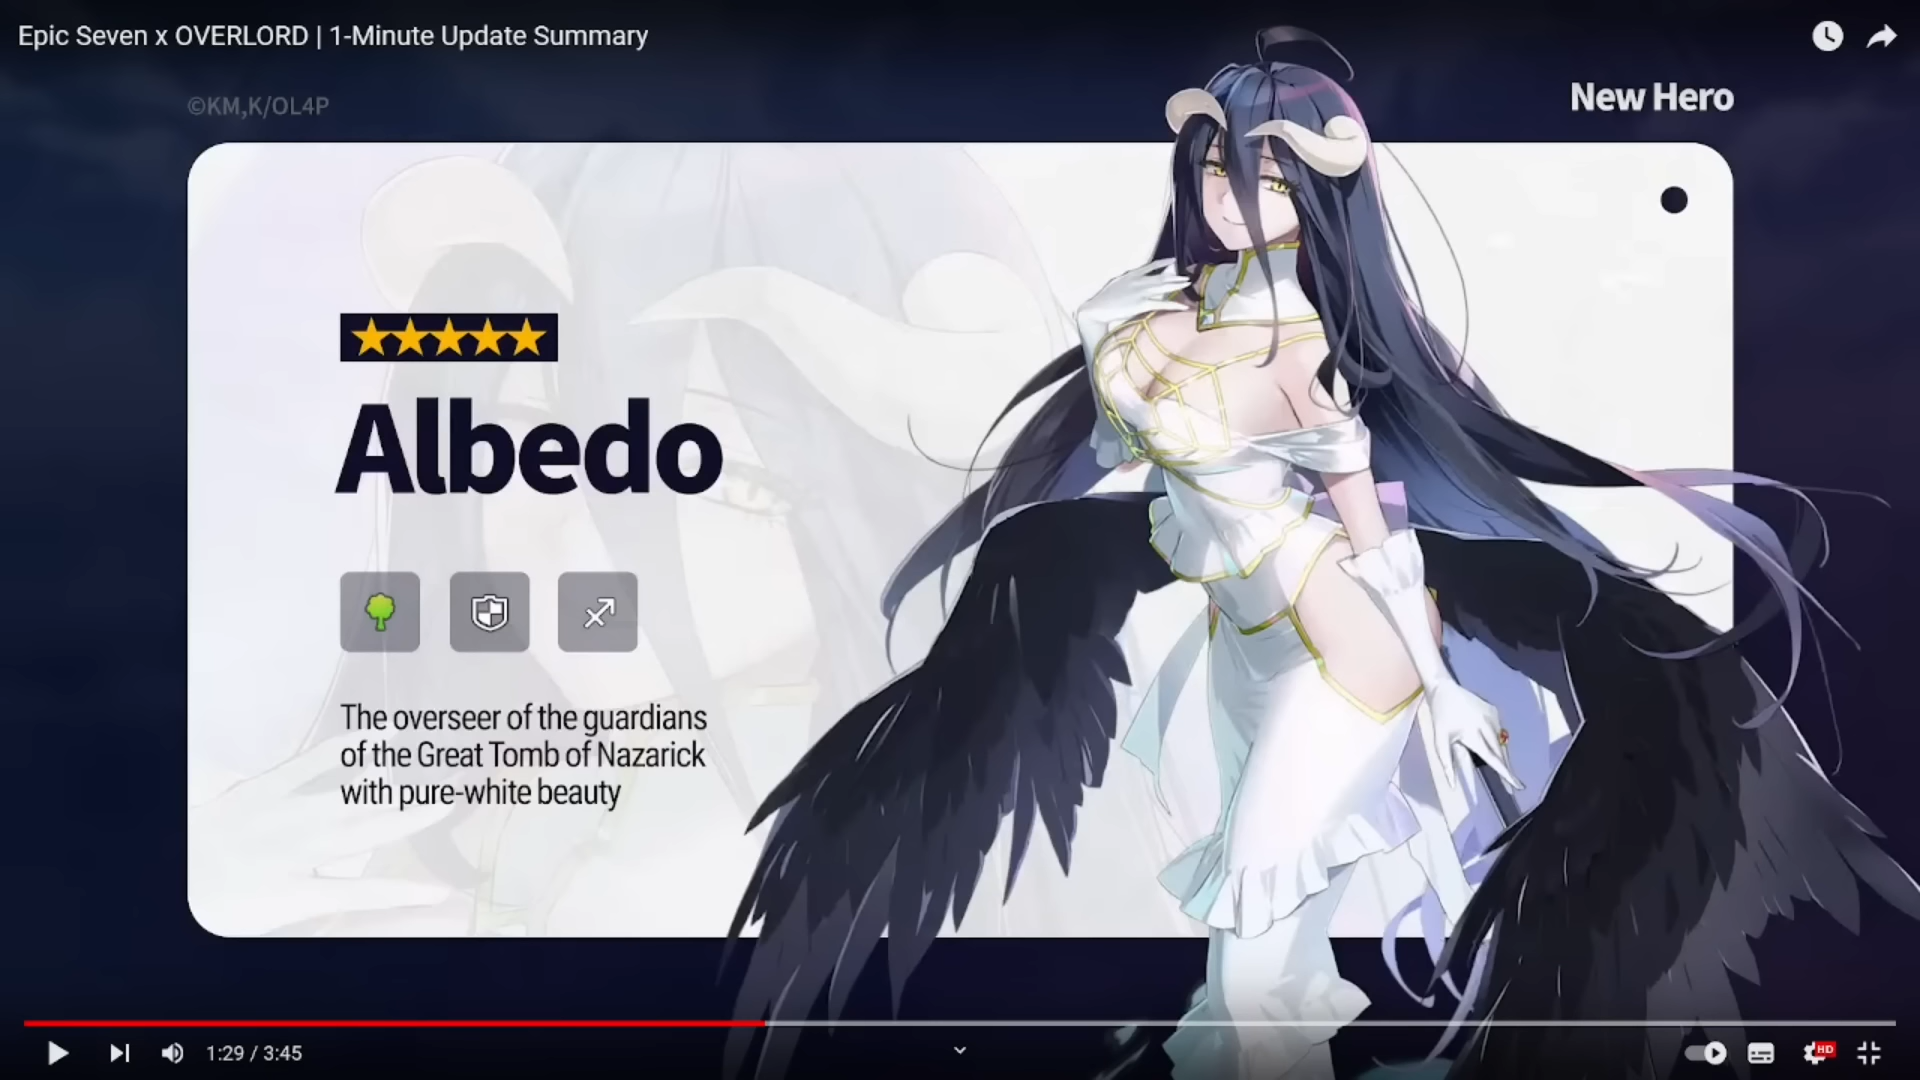 Epic Seven x OVERLORD | 1-Minute Update Summary
©KM,K/OL4P
New Hero
Albedo
The overseer of the guardians
of the Great Tomb of Nazarick
with pure-white beauty
1:29 / 3:45
HD